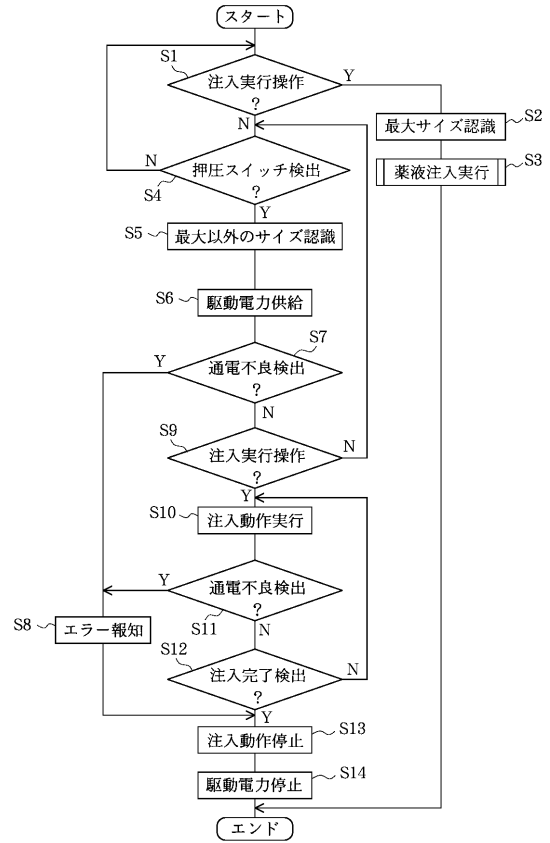 スタート
S1
注入実行操作
?
Y
N
S2
最大サイズ認識
S3
薬液注入実行
N
押圧スイッチ検出
?
S4
Y
S5
最大以外のサイズ認識
S6
駆動電力供給
S7
Y
通電不良検出
?
N
S9
注入実行操作
?
N
Y
S10
注入動作実行
Y
通電不良検出
?
S11
N
S8
エラー報知
S12
注入完了検出
?
N
Y
S13
注入動作停止
S14
駆動電力停止
エンド